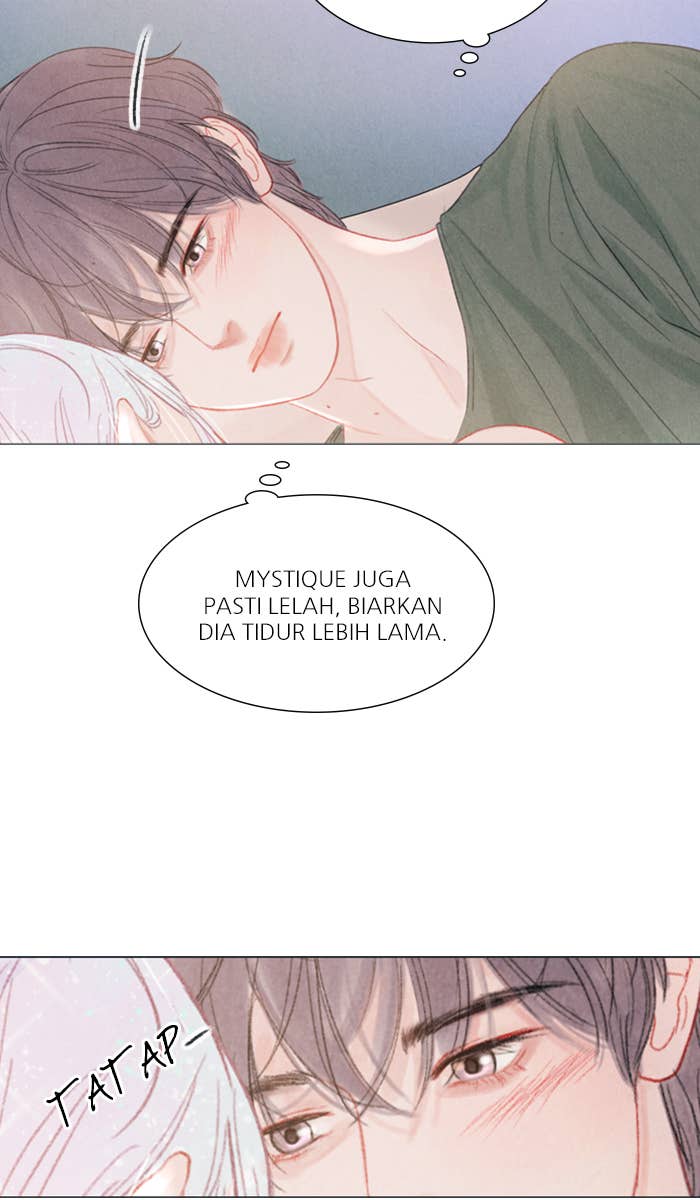 MYSTIQUE JUGA
PASTI LELAH, BIARKAN
DIA TIDUR LEBIH LAMA.
TATAP-